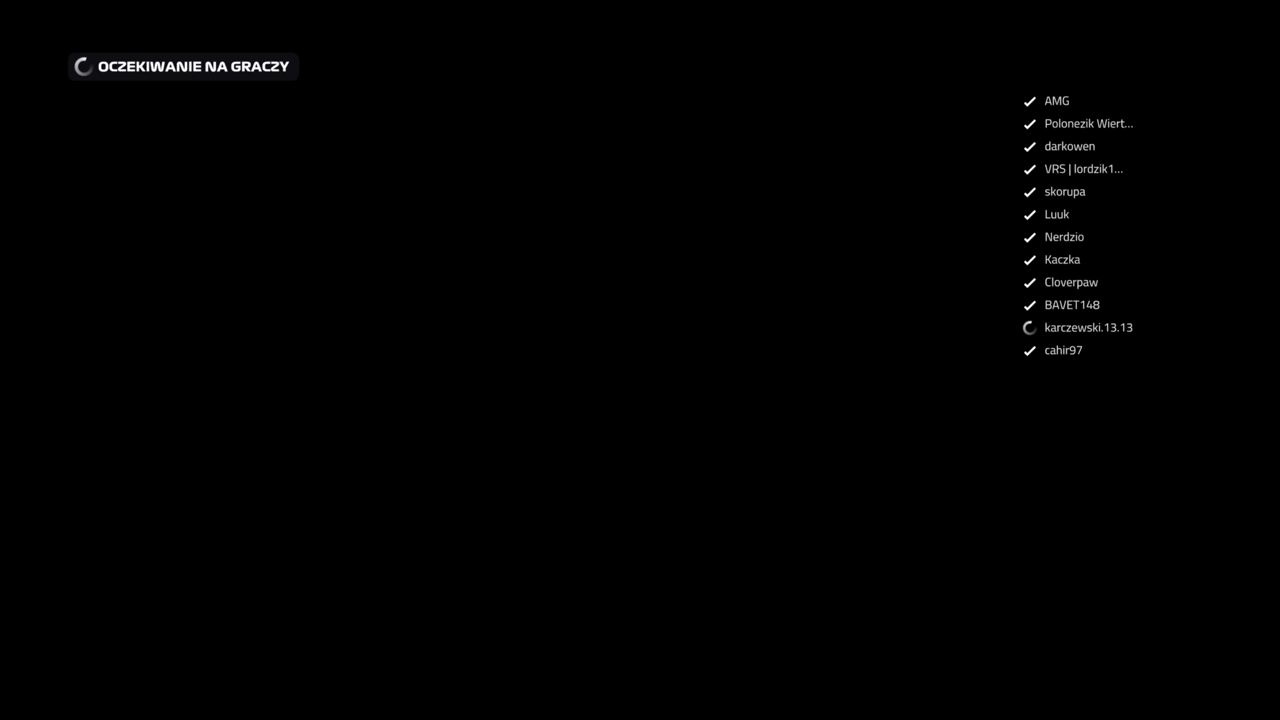 OCZEKIWANIE NA GRACZY
AMG
Polonezik Wiert...
darkowen
VRS | lordzik1...
skorupa
Luuk
Nerdzio
Kaczka
Cloverpaw
BAVET148
karczewski.13.13
cahir97